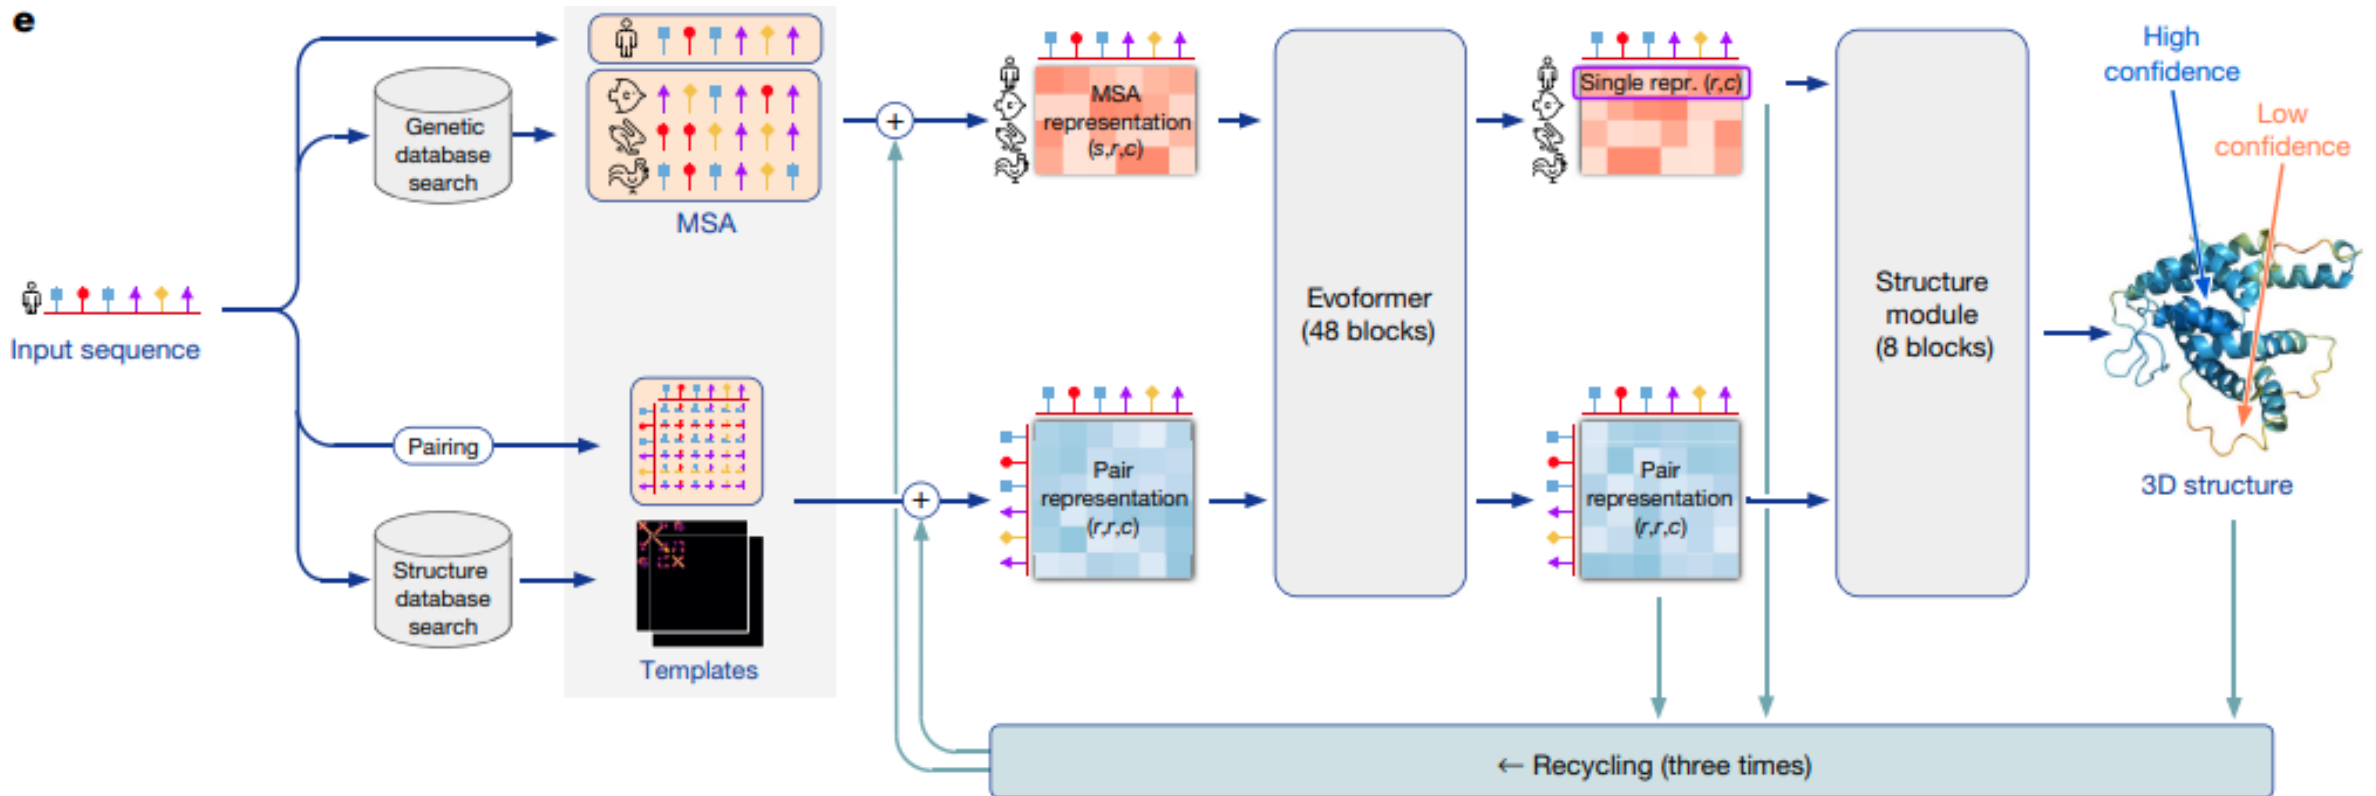 e
Input sequence
Genetic
database
search
Pairing
Structure
database
search
MSA
Templates
+
+
MSA
representation
(s,r,c)
Pair
representation
(r,r,c)
Evoformer
(48 blocks)
Single repr. (r,c)
Pair
representation
(r,r,c)
Structure
module
(8 blocks)
High
confidence
Low
confidence
3D structure
← Recycling (three times)